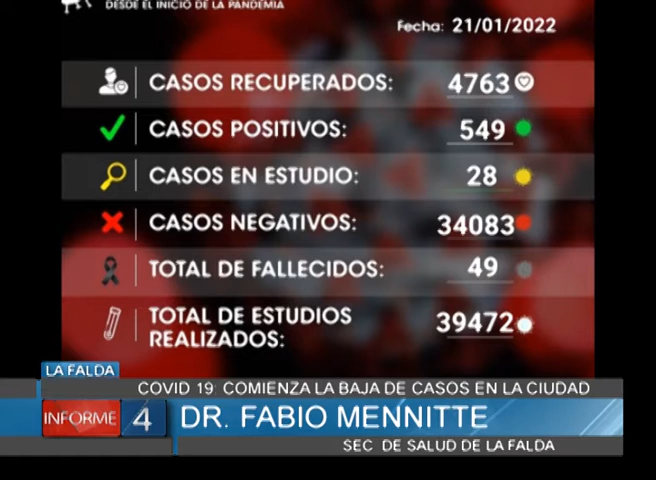 DESDE EL INICIO DE LA PANDEMIA
Fecha: 21/01/2022
CASOS RECUPERADOS: 4763
CASOS POSITIVOS: 549
CASOS EN ESTUDIO: 28
CASOS NEGATIVOS: 34083
TOTAL DE FALLECIDOS: 49
TOTAL DE ESTUDIOS
REALIZADOS: 39472
LA FALDA
COVID 19: COMIENZA LA BAJA DE CASOS EN LA CIUDAD
INFORME 4 DR. FABIO MENNITTE
SEC DE SALUD DE LA FALDA